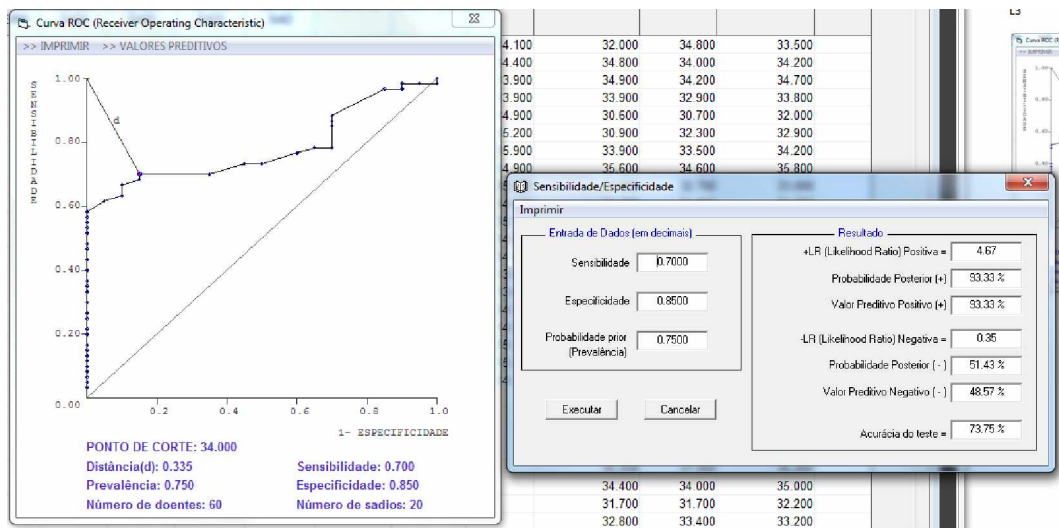 Curva ROC (Receiver Operating Characteristic)
>> IMPRIMIR >> VALORES PREDITIVOS
SENSIBILIDADE
1.00
d
0.80
0.60
0.40
0.20
0.00
0.2 0.4 0.6 0.8 1.0
1- ESPECIFICIDADE
PONTO DE CORTE: 34.000
Distância(d): 0.335 Sensibilidade: 0.700
Prevalência: 0.750 Especificidade: 0.850
Número de doentes: 60 Número de sadios: 20
4.100 32.000 34.800 33.500
4.400 34.800 34.000 34.200
3.900 34.900 34.200 34.700
3.900 33.900 32.900 33.800
4.900 30.600 30.700 32.000
5.200 30.900 32.300 32.900
5.900 33.900 33.500 34.200
4.900 35.600 34.600 35.800
Sensibilidade/Especificidade
Imprimir
Entrada de Dados (em decimais)
Sensibilidade 0.7000
Especificidade 0.8500
Probabilidade prior
(Prevalência) 0.7500
Executar Cancelar
Resultado
+LR (Likelihood Ratio) Positiva = 4.67
Probabilidade Posterior (+) 93.33 %
Valor Preditivo Positivo (+) 93.33 %
-LR (Likelihood Ratio) Negativa = 0.35
Probabilidade Posterior ( - ) 51.43 %
Valor Preditivo Negativo ( - ) 48.57 %
Acurácia do teste = 73.75 %
34.400 34.000 35.000
31.700 31.700 32.200
32.800 33.400 33.200
L3